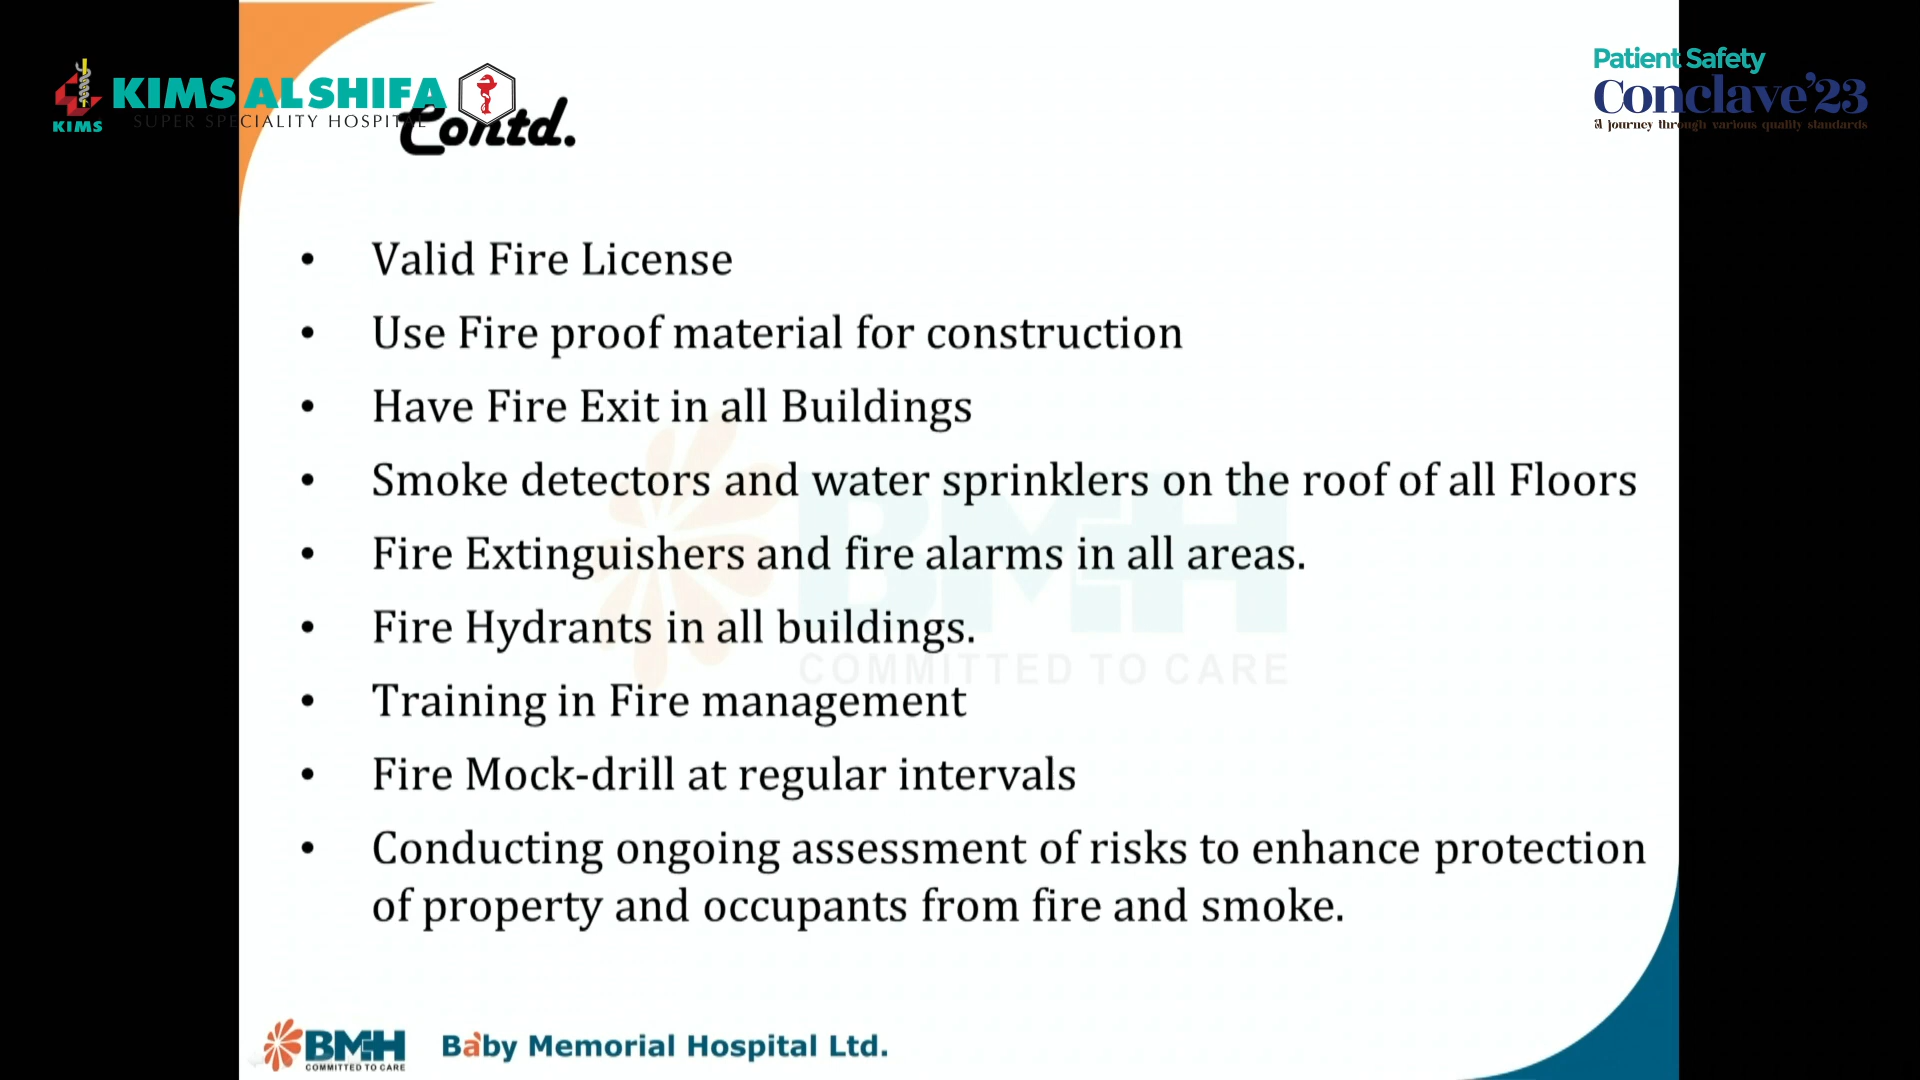 KIMS ALSHIFA
SUPER SPECIALITY HOSPITAL
KIMS
Patient Safety
Conclave'23
A journey through various quality standards
Contd.
• Valid Fire License
• Use Fire proof material for construction
• Have Fire Exit in all Buildings
• Smoke detectors and water sprinklers on the roof of all Floors
• Fire Extinguishers and fire alarms in all areas.
• Fire Hydrants in all buildings.
• Training in Fire management
• Fire Mock-drill at regular intervals
• Conducting ongoing assessment of risks to enhance protection
of property and occupants from fire and smoke.
BMH
COMMITTED TO CARE
BMH
COMMITTED TO CARE
Baby Memorial Hospital Ltd.